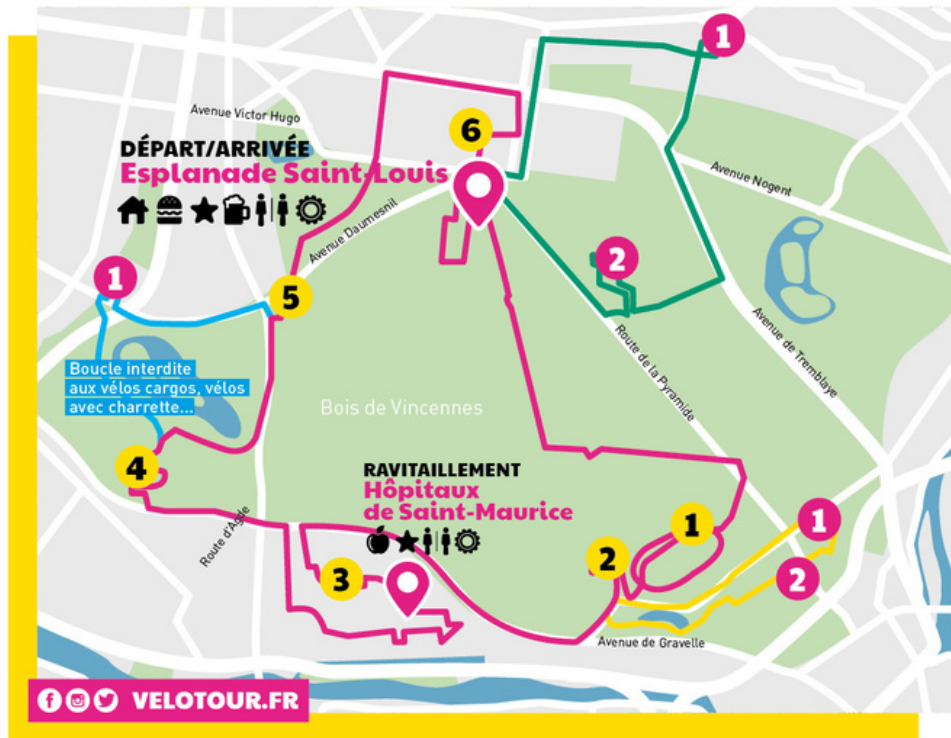 1
Avenue Victor Hugo
6
DÉPART/ARRIVÉE
Esplanade Saint-Louis
Avenue Nogent
Avenue Daumesnil
2
1
5
Avenue de Tremblaye
Route de la Pyramide
Boucle interdite
aux vélos cargos, vélos
avec charrette...
Bois de Vincennes
4
RAVITAILLEMENT
Hôpitaux
de Saint-Maurice
Route d'Agde
1
1
2
3
2
Avenue de Gravelle
VELOTOUR.FR